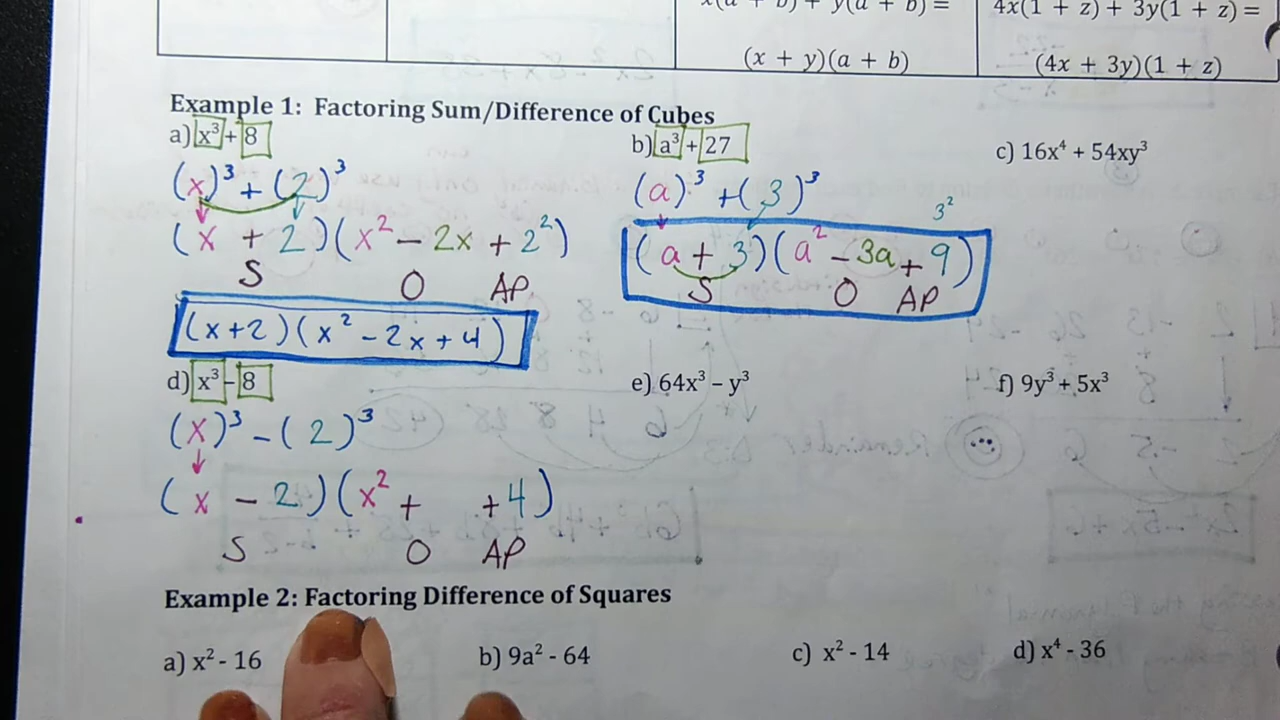 x(a + b) + y(a + b) =
4x(1 + z) + 3y(1 + z) =
(x + y)(a + b)
(4x + 3y)(1 + z)
Example 1: Factoring Sum/Difference of Cubes
a) x³ + 8
b) a³ + 27
c) 16x⁴ + 54xy³
(x)³ + (2)³
(a)³ + (3)³
3²
(x + 2)(x² - 2x + 2²)
(a + 3)(a² - 3a + 9)
S O AP
S O AP
(x+2)(x² - 2x + 4)
d) x³ - 8
e) 64x³ – y³
f) 9y³ + 5x³
(x)³ - (2)³
(x - 2)(x² + +4)
S O AP
Example 2: Factoring Difference of Squares
a) x² - 16
b) 9a² - 64
c) x² - 14
d) x⁴ - 36